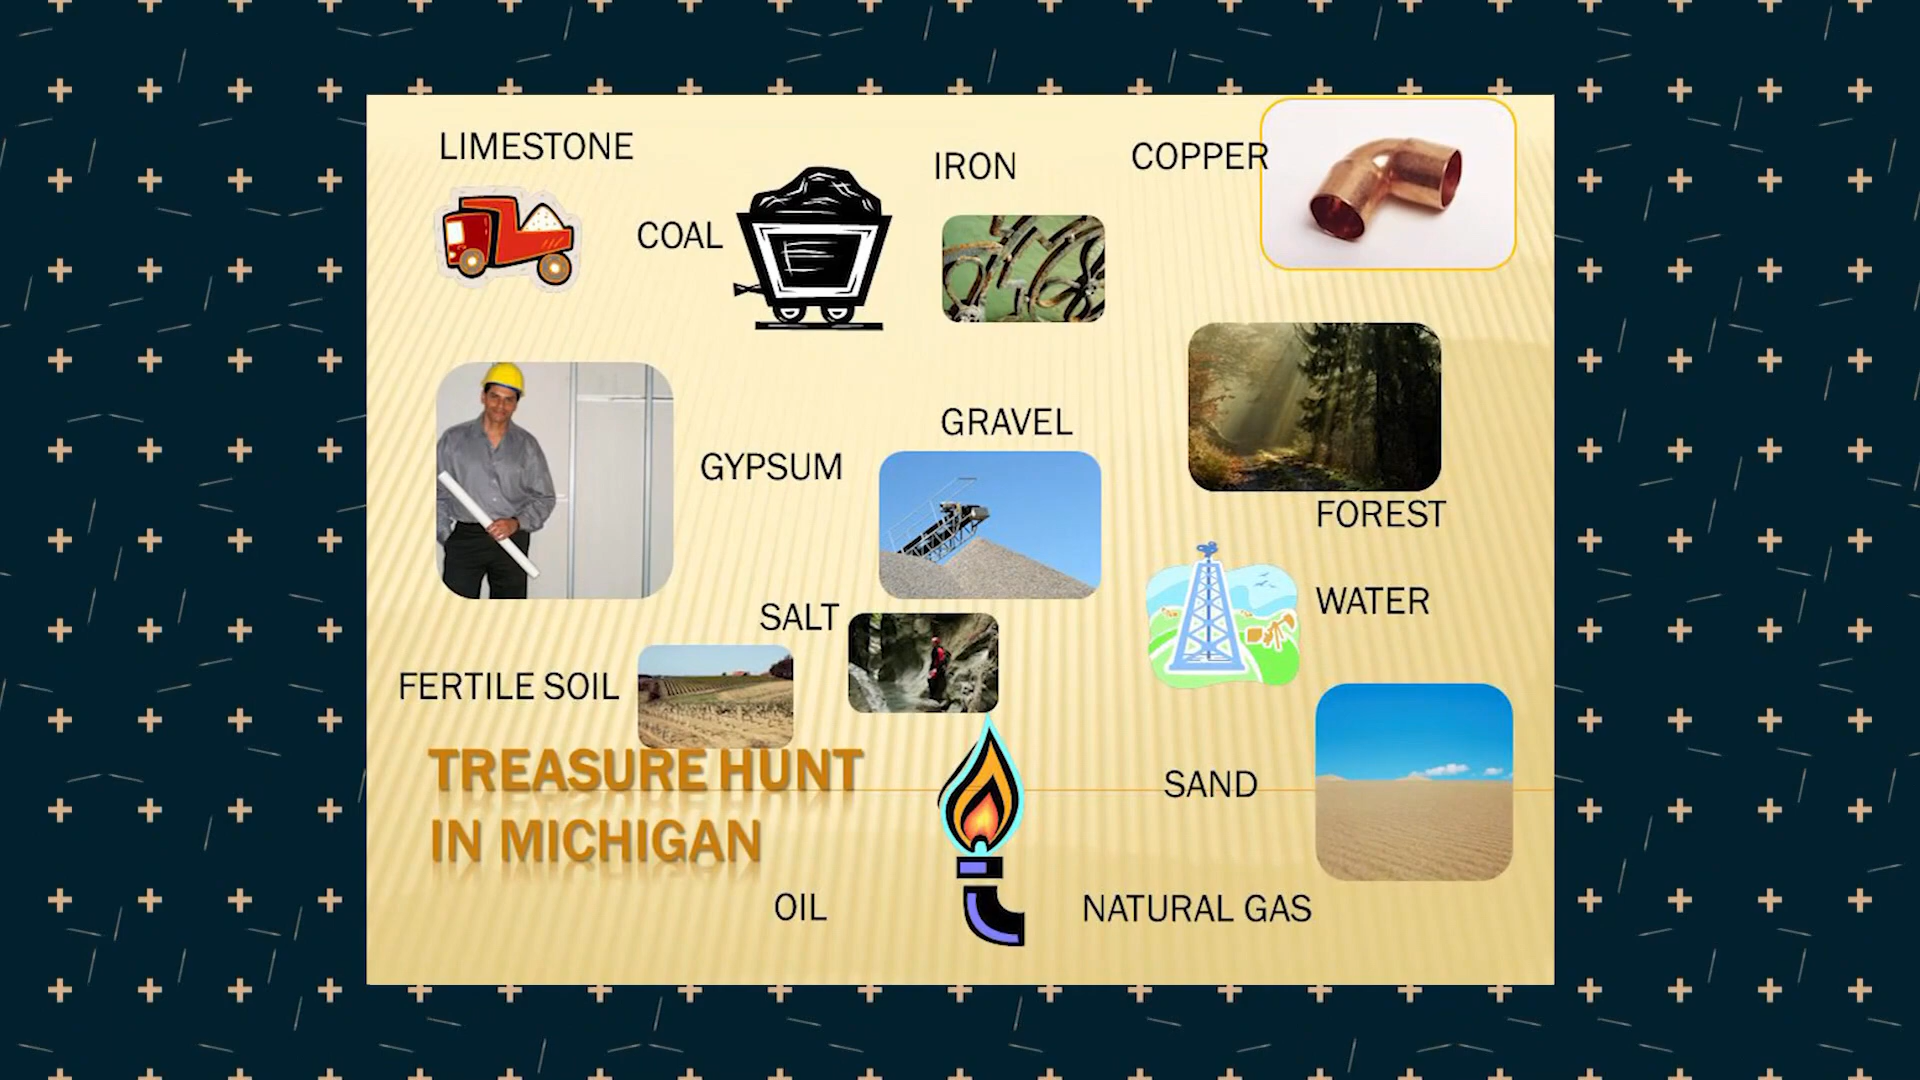 LIMESTONE
COAL
IRON
COPPER
GYPSUM
GRAVEL
FOREST
SALT
WATER
FERTILE SOIL
TREASURE HUNT
IN MICHIGAN
SAND
OIL
NATURAL GAS